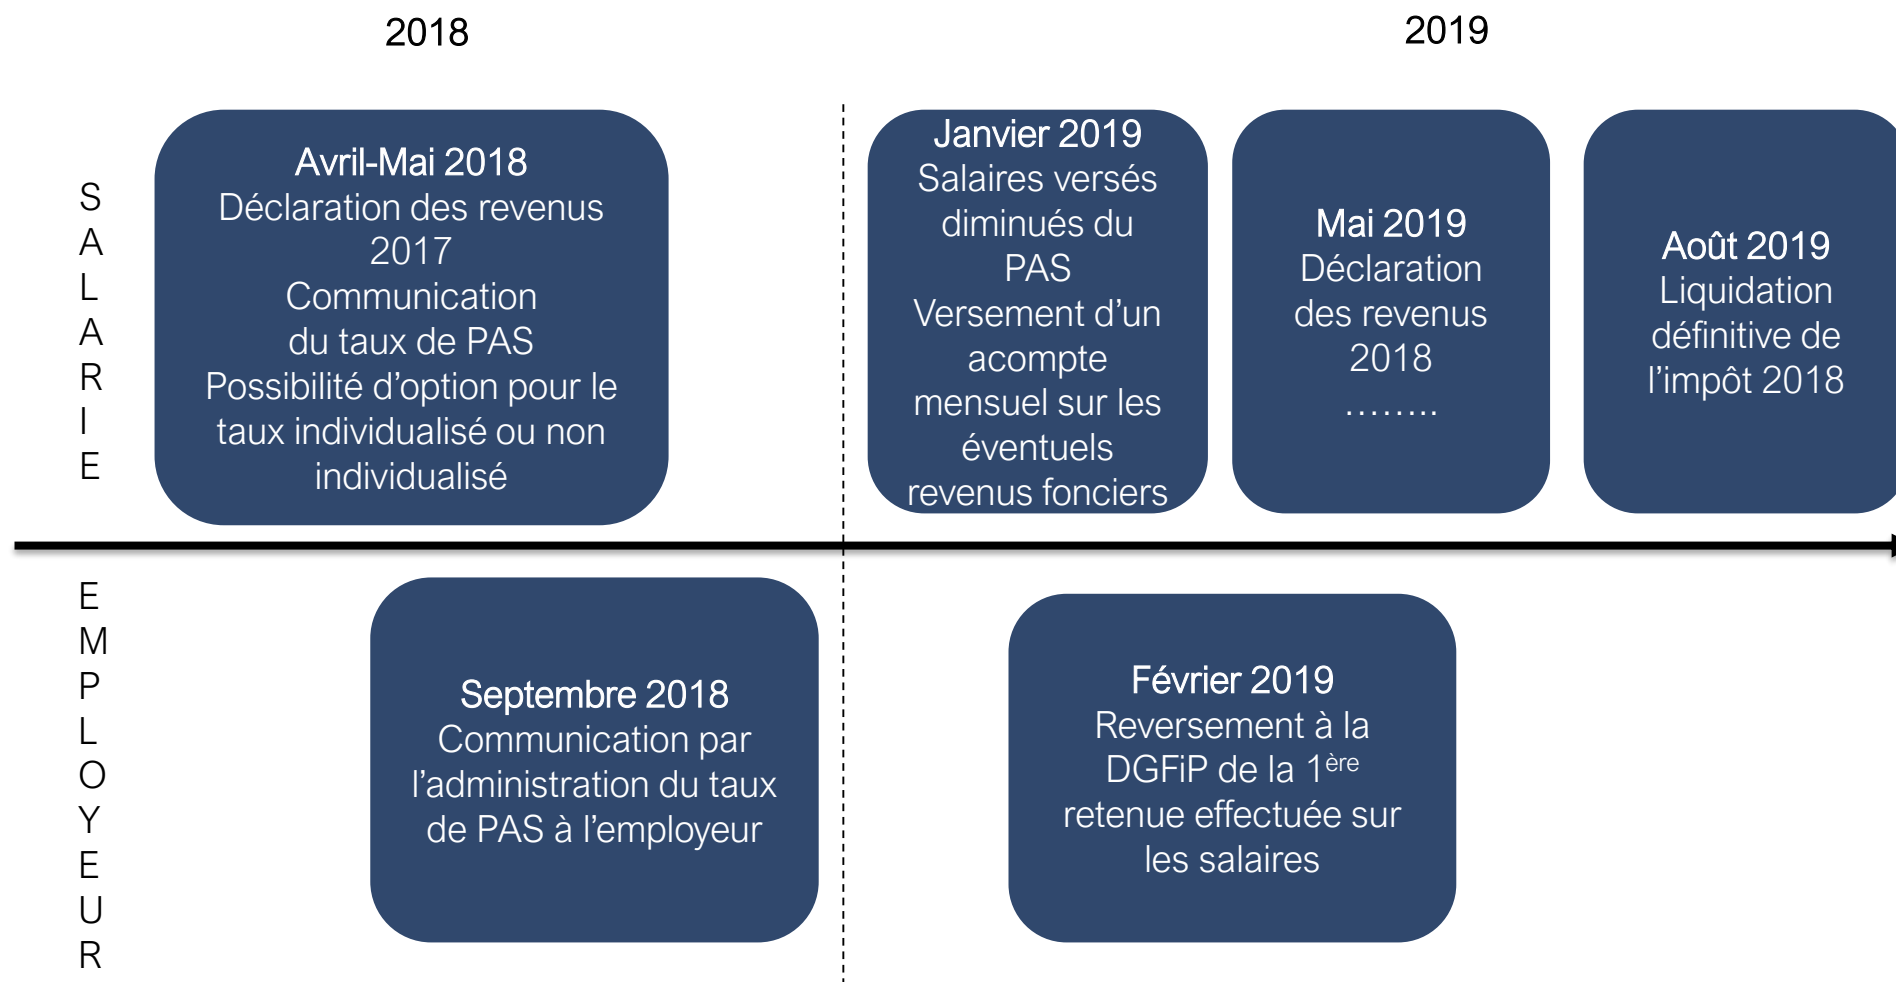 2018
2019
S
A
L
A
R
I
E
Avril-Mai 2018
Déclaration des revenus
2017
Communication
du taux de PAS
Possibilité d’option pour le
taux individualisé ou non
individualisé
Janvier 2019
Salaires versés
diminués du
PAS
Versement d’un
acompte
mensuel sur les
éventuels
revenus fonciers
Mai 2019
Déclaration
des revenus
2018
……...
Août 2019
Liquidation
définitive de
l’impôt 2018
E
M
P
L
O
Y
E
U
R
Septembre 2018
Communication par
l’administration du taux
de PAS à l’employeur
Février 2019
Reversement à la
DGFiP de la 1ère
retenue effectuée sur
les salaires